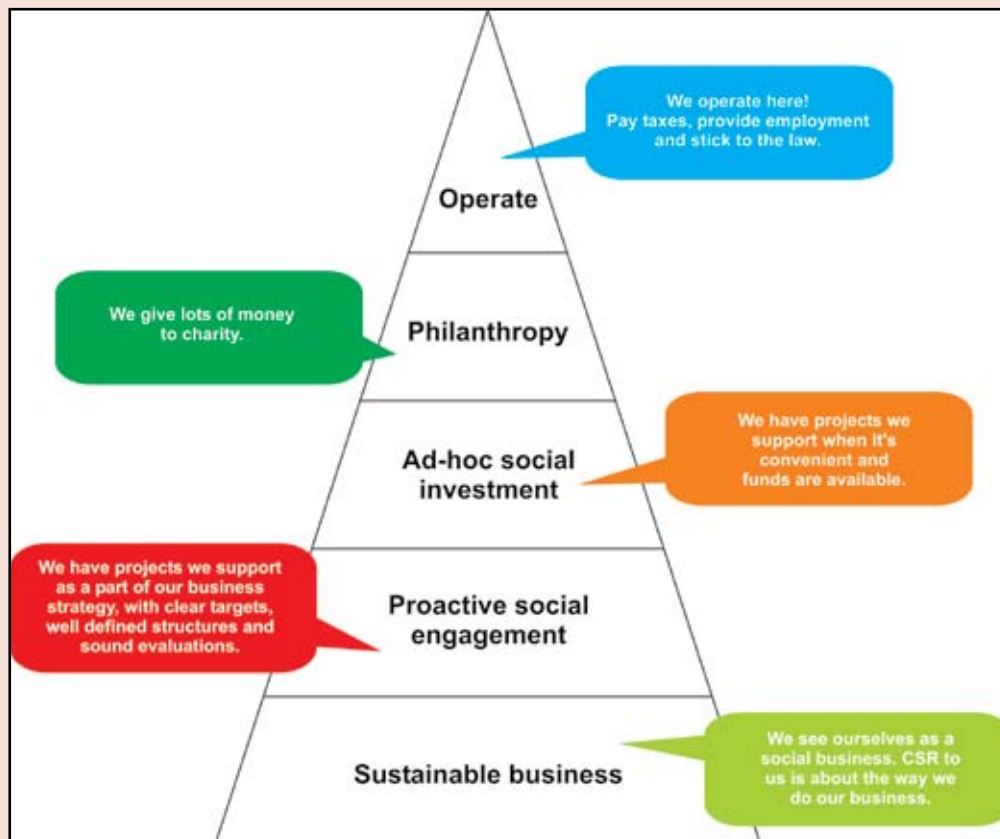 We operate here!
Pay taxes, provide employment
and stick to the law.
Operate
We give lots of money
to charity.
Philanthropy
Ad-hoc social
investment
We have projects we
support when it's
convenient and
funds are available.
We have projects we support
as a part of our business
strategy, with clear targets,
well defined structures and
sound evaluations.
Proactive social
engagement
Sustainable business
We see ourselves as a
social business. CSR to
us is about the way we
do our business.